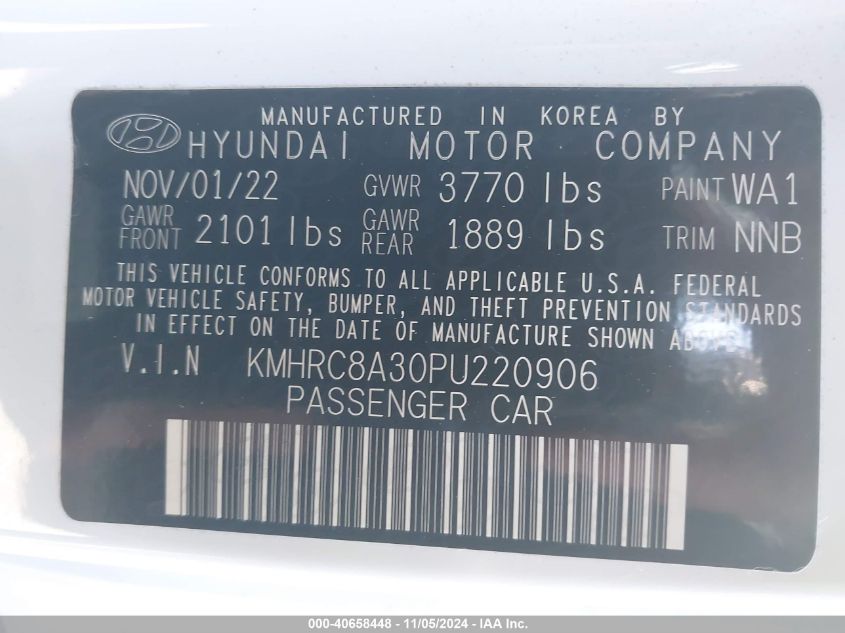 MANUFACTURED IN KOREA BY
HYUNDAI MOTOR COMPANY
NOV/01/22 GVWR 3770 lbs PAINT WA1
GAWR FRONT 2101 lbs GAWR REAR 1889 lbs TRIM NNB
THIS VEHICLE CONFORMS TO ALL APPLICABLE U.S.A. FEDERAL
MOTOR VEHICLE SAFETY, BUMPER, AND THEFT PREVENTION STANDARDS
IN EFFECT ON THE DATE OF MANUFACTURE SHOWN ABOVE.
V.I.N KMHRC8A30PU220906
PASSENGER CAR
000-40658448 - 11/05/2024 - IAA Inc.